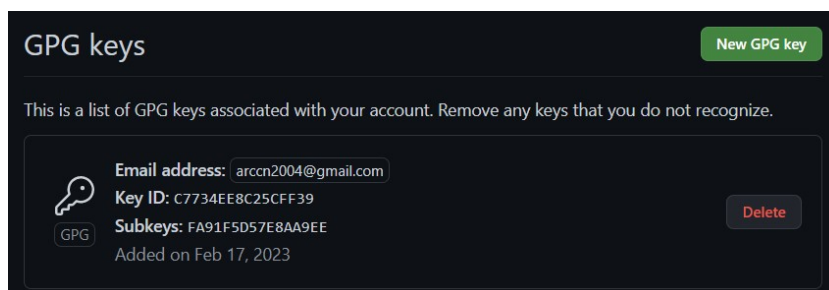 GPG keys
New GPG key
This is a list of GPG keys associated with your account. Remove any keys that you do not recognize.
Email address: arccn2004@gmail.com
Key ID: C7734EE8C25CFF39
GPG
Subkeys: FA91F5D57E8AA9EE
Delete
Added on Feb 17, 2023